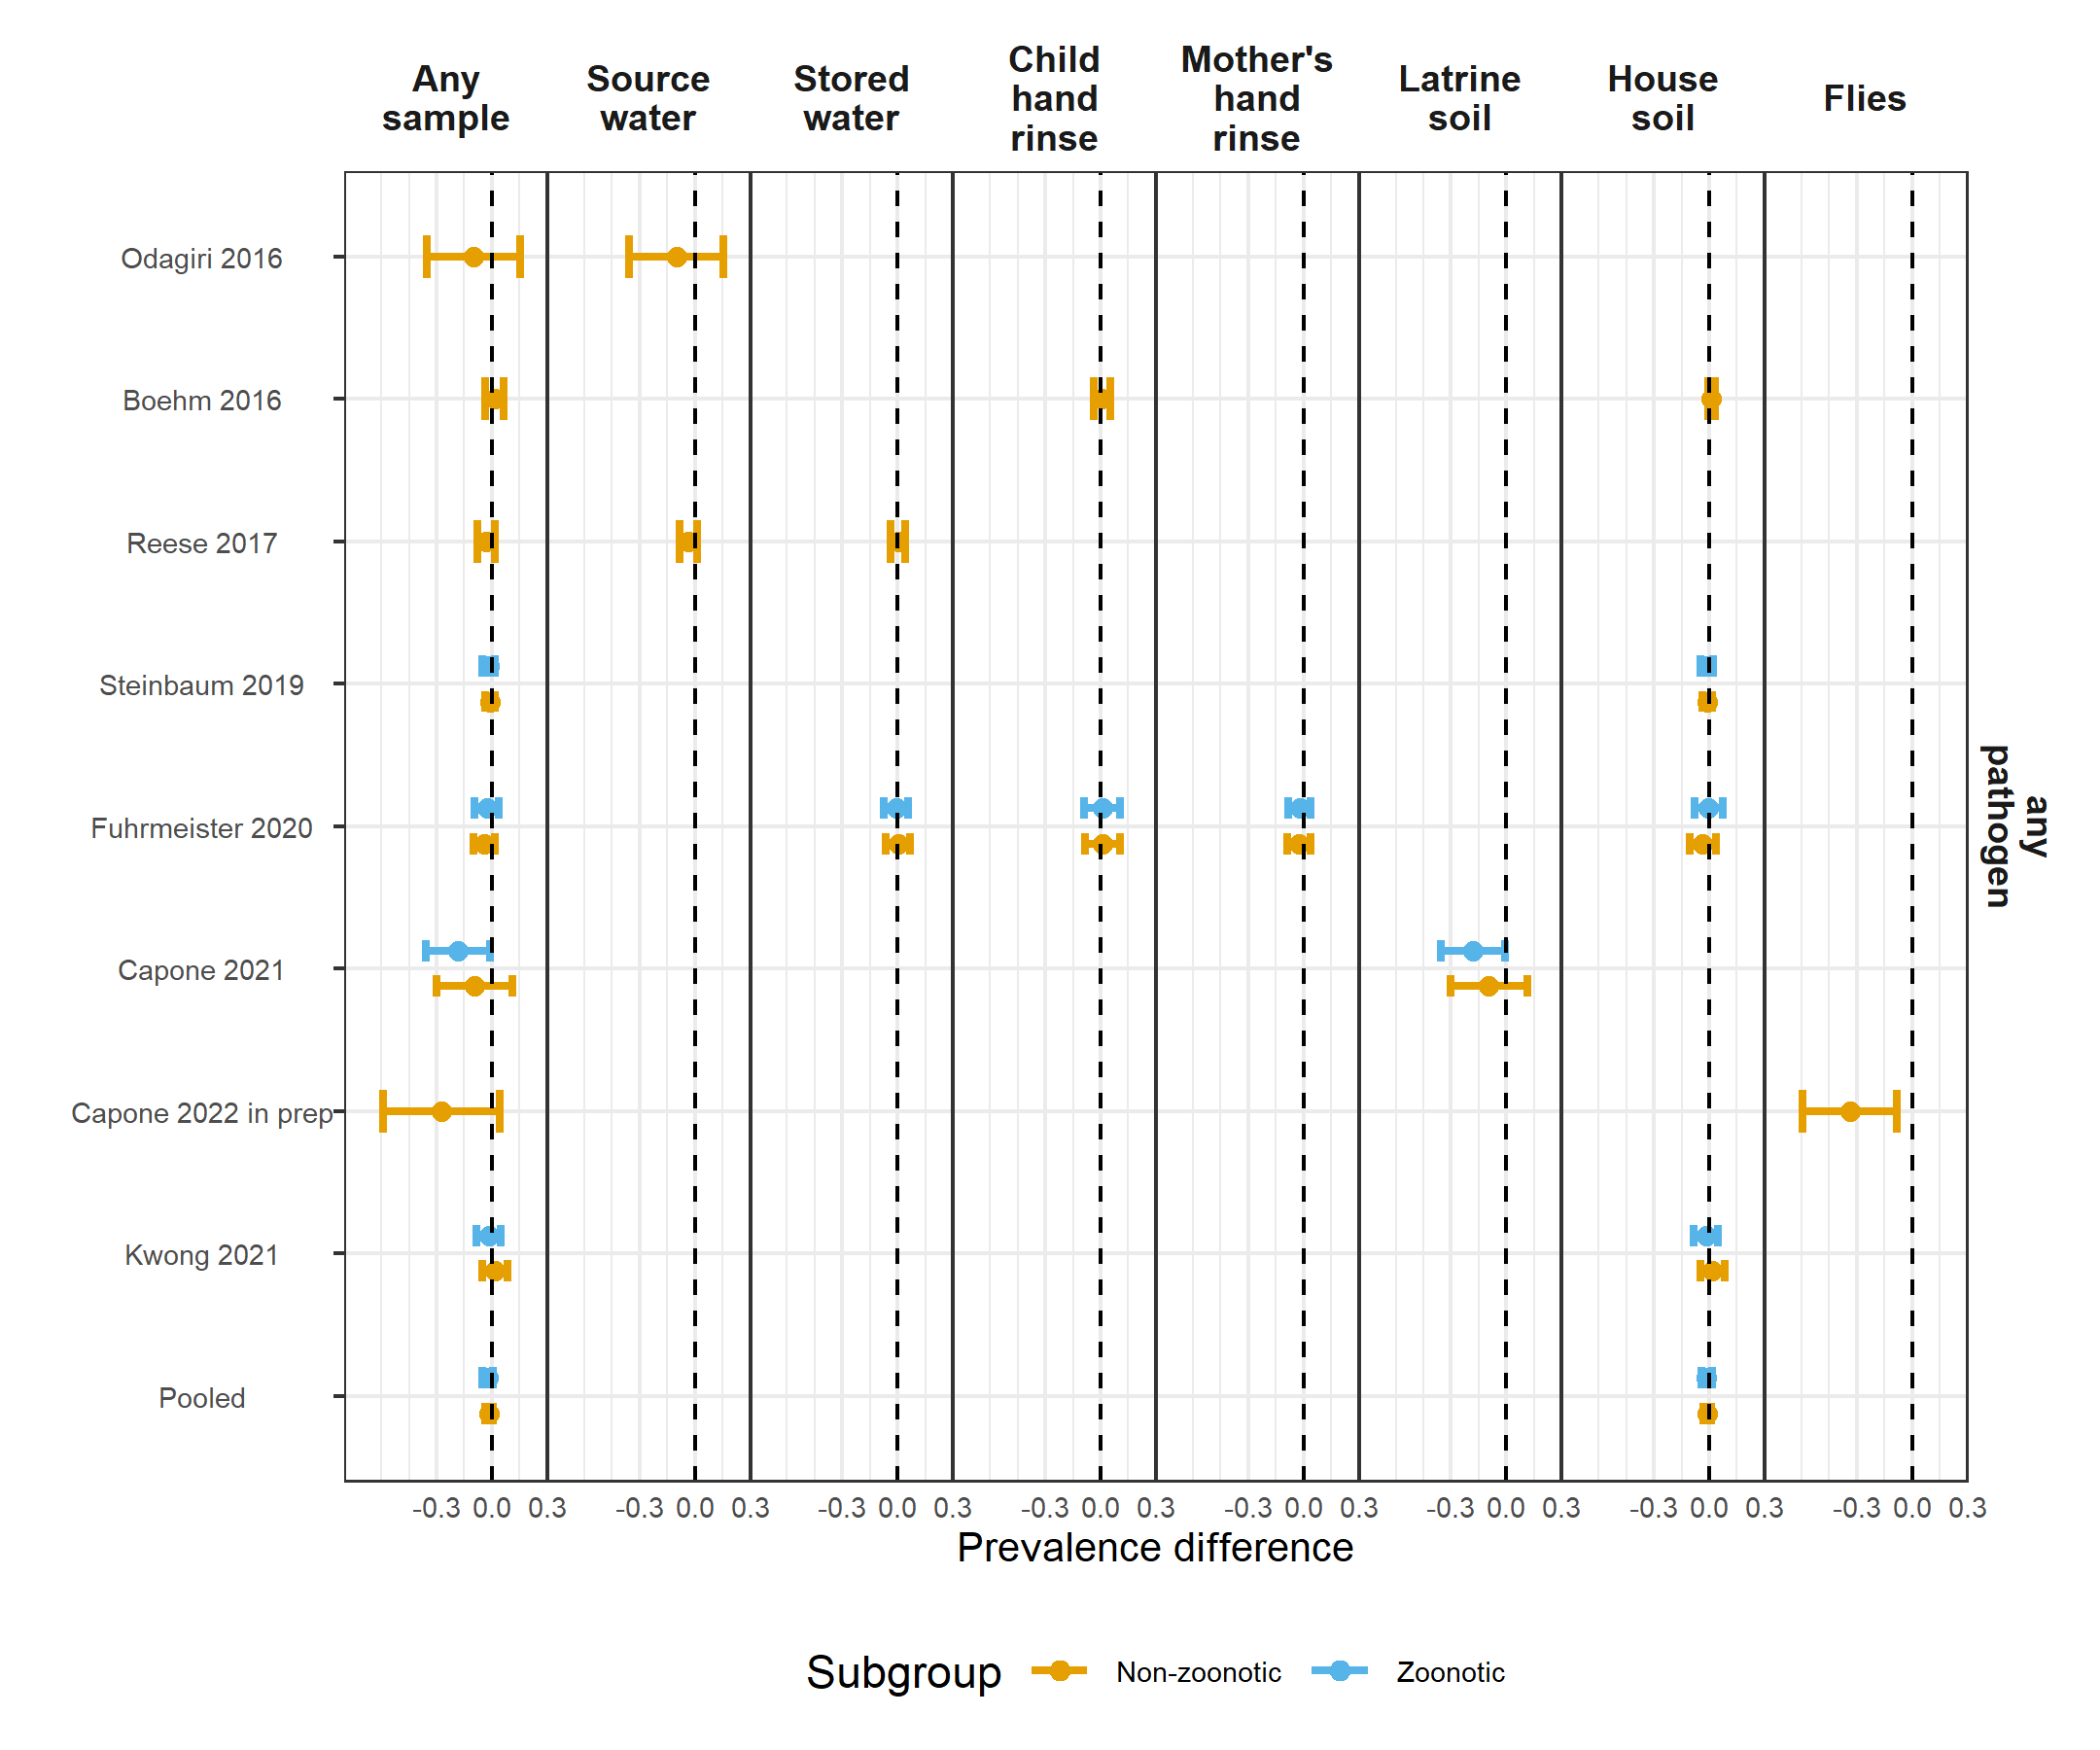 Any
sample
Source
water
Stored
water
Child
hand
rinse
Mother's
hand
rinse
Latrine
soil
House
soil
Flies
Odagiri 2016
Boehm 2016
Reese 2017
Steinbaum 2019
Fuhrmeister 2020
Capone 2021
Capone 2022 in prep
Kwong 2021
Pooled
any
pathogen
-0.3 0.0 0.3 -0.3 0.0 0.3 -0.3 0.0 0.3 -0.3 0.0 0.3 -0.3 0.0 0.3 -0.3 0.0 0.3 -0.3 0.0 0.3 -0.3 0.0 0.3
Prevalence difference
Subgroup Non-zoonotic Zoonotic